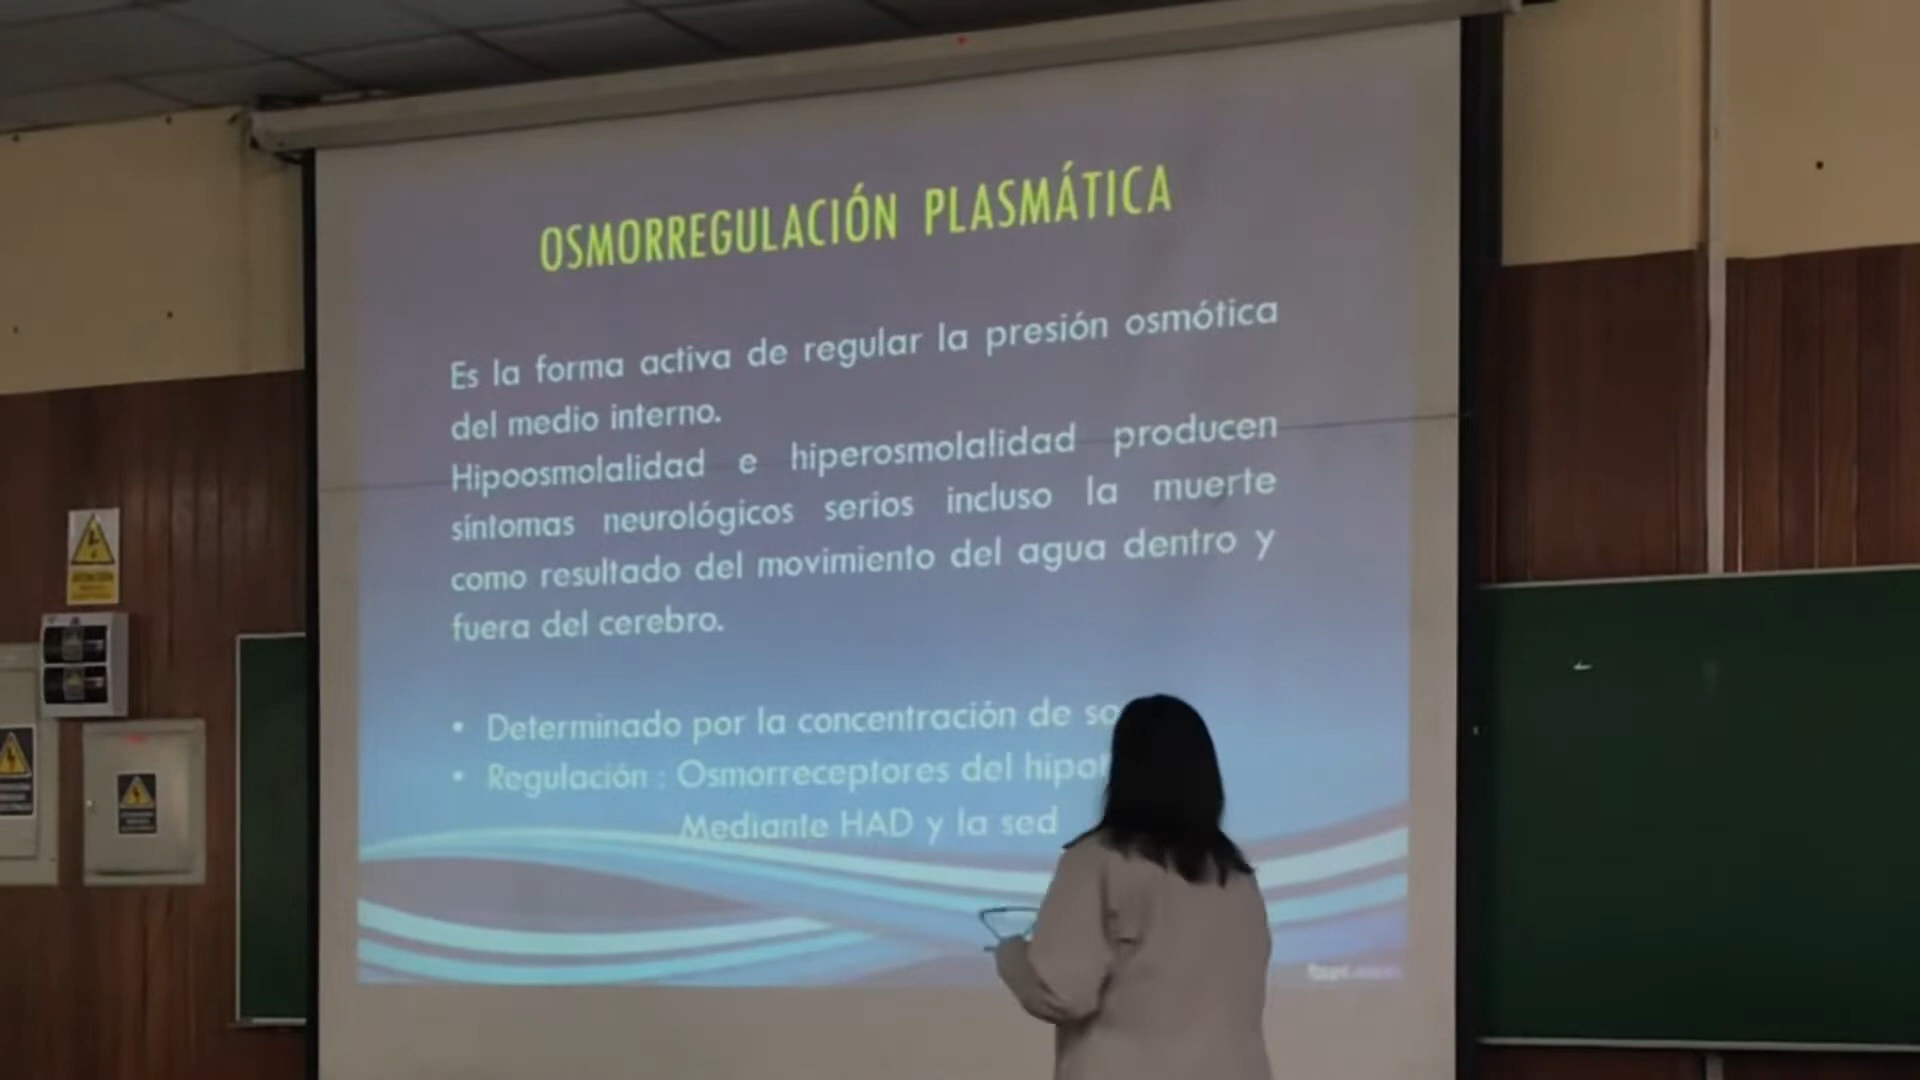 OSMORREGULACIÓN PLASMÁTICA
Es la forma activa de regular la presión osmótica
del medio interno.
Hipoosmolalidad e hiperosmolalidad producen
síntomas neurológicos serios incluso la muerte
como resultado del movimiento del agua dentro y
fuera del cerebro.
• Determinado por la concentración de
• Regulación : Osmorreceptores del
Mediante HAD y la sed